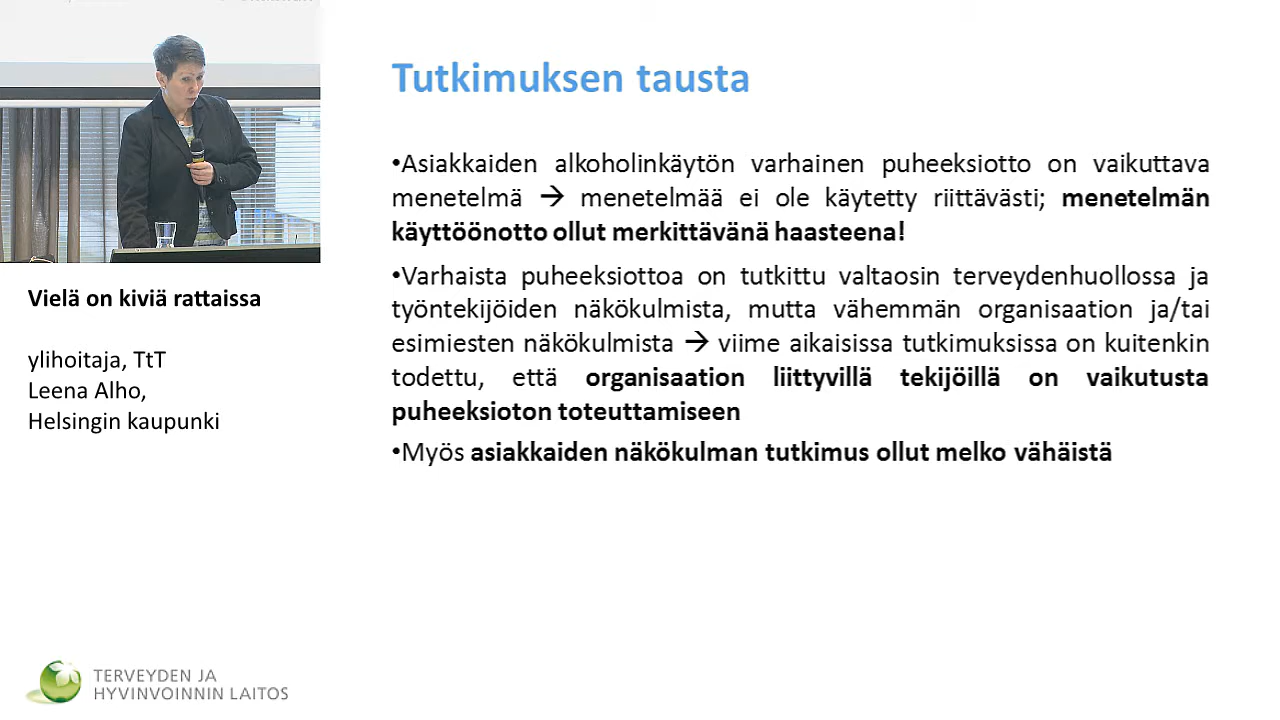 Vielä on kiviä rattaissa
ylihoitaja, TtT
Leena Alho,
Helsingin kaupunki
Tutkimuksen tausta
•Asiakkaiden alkoholinkäytön varhainen puheeksiotto on vaikuttava
menetelmä → menetelmää ei ole käytetty riittävästi; menetelmän
käyttöönotto ollut merkittävänä haasteena!
•Varhaista puheeksiottoa on tutkittu valtaosin terveydenhuollossa ja
työntekijöiden näkökulmista, mutta vähemmän organisaation ja/tai
esimiesten näkökulmista → viime aikaisissa tutkimuksissa on kuitenkin
todettu, että organisaation liittyvillä tekijöillä on vaikutusta
puheeksioton toteuttamiseen
•Myös asiakkaiden näkökulman tutkimus ollut melko vähäistä
TERVEYDEN JA
HYVINVOINNIN LAITOS